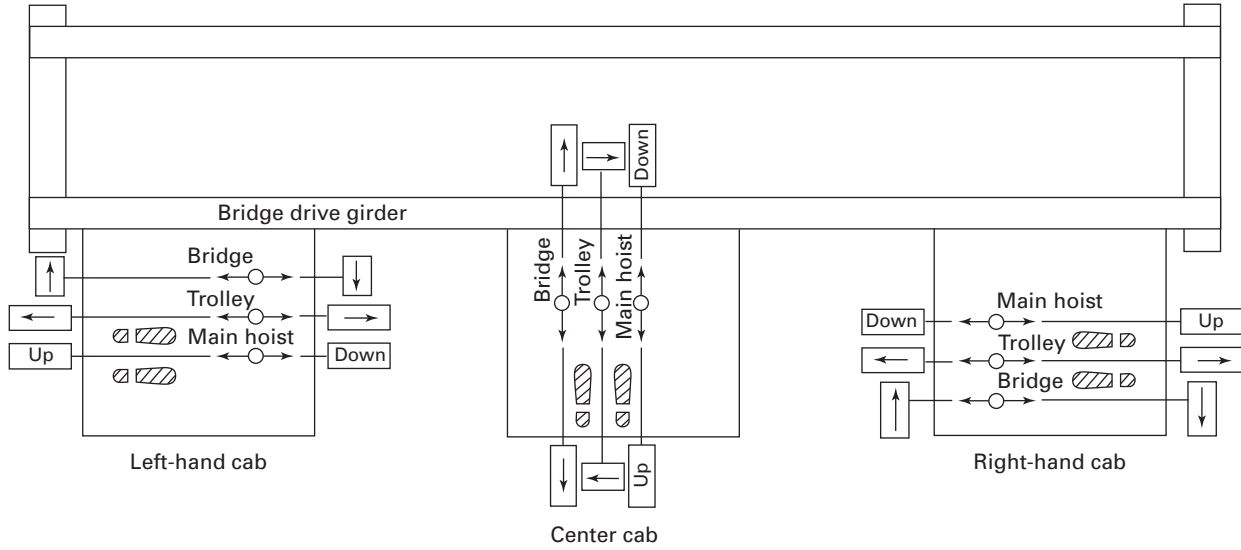 Down
Bridge drive girder
Bridge
Trolley
Main hoist
Up
Down
Left-hand cab
Bridge
Trolley
Main hoist
Up
Center cab
Main hoist
Down
Up
Trolley
Bridge
Right-hand cab